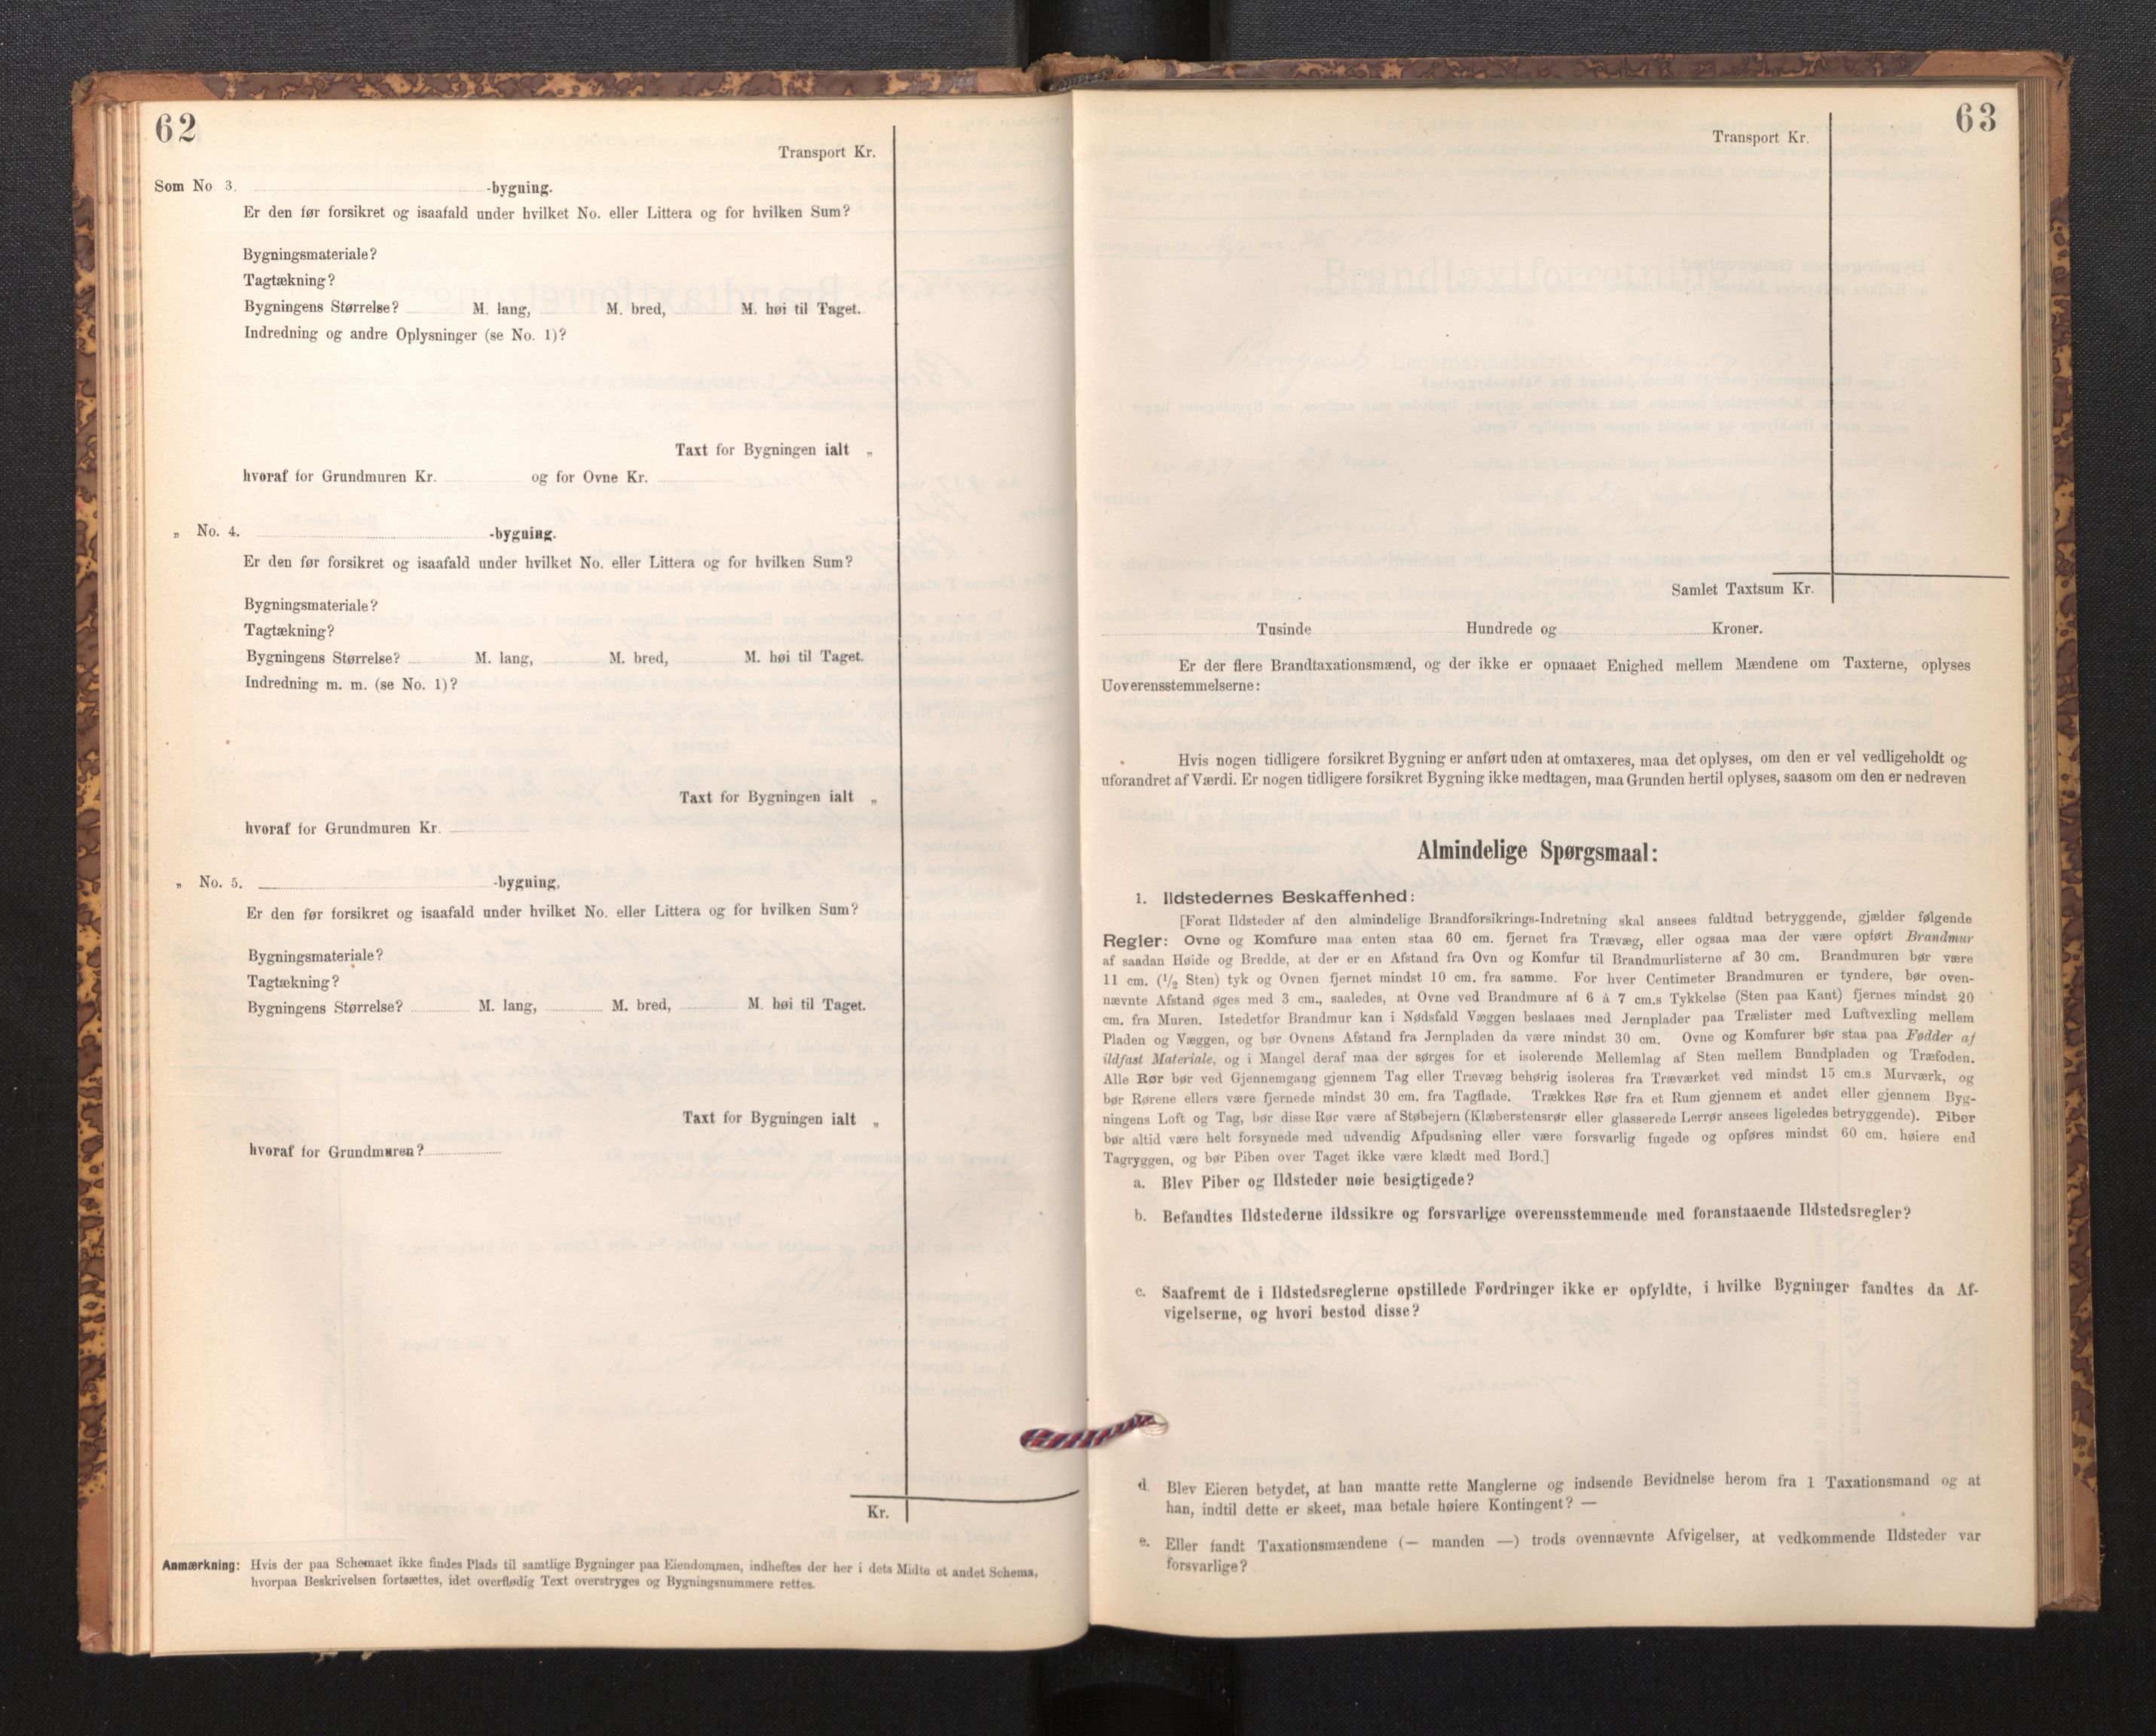 62
Transport Kr.
Som No 3. -bygning.
Er den før forsikret og isaafald under hvilket No. eller Littera og for hvilken Sum?
Bygningsmateriale?
Tagtækning?
Bygningens Størrelse? M. lang, M. bred, M. høi til Taget.
Indredning og andre Oplysninger (se No. 1)?
Taxt for Bygningen ialt „
hvoraf for Grundmuren Kr. og for Ovne Kr.
„ No. 4. -bygning.
Er den før forsikret og isaafald under hvilket No. eller Littera og for hvilken Sum?
Bygningsmateriale?
Tagtækning?
Bygningens Størrelse? M. lang, M. bred, M. høi til Taget.
Indredning m. m. (se No. 1)?
Taxt for Bygningen ialt „
hvoraf for Grundmuren Kr.
„ No. 5. -bygning,
Er den før forsikret og isaafald under hvilket No. eller Littera og for hvilken Sum?
Bygningsmateriale?
Tagtækning?
Bygningens Størrelse? M. lang, M. bred, M. høi til Taget.
Taxt for Bygningen ialt „
hvoraf for Grundmuren?
Kr.
Anmærkning: Hvis der paa Schemaet ikke findes Plads til samtlige Bygninger paa Eiendommen, indheftes der her i dets Midte et andet Schema,
hvorpaa Beskrivelsen fortsættes, idet overflødig Text overstryges og Bygningsnummere rettes.
63
Transport Kr.
Samlet Taxtsum Kr.
Tusinde Hundrede og Kroner.
Er der flere Brandtaxationsmænd, og der ikke er opnaaet Enighed mellem Mændene om Taxterne, oplyses
Uoverensstemmelserne:
Hvis nogen tidligere forsikret Bygning er anført uden at omtaxeres, maa det oplyses, om den er vel vedligeholdt og
uforandret af Værdi. Er nogen tidligere forsikret Bygning ikke medtagen, maa Grunden hertil oplyses, saasom om den er nedreven
Almindelige Spørgsmaal:
1. Ildstedernes Beskaffenhed:
[Forat Ildsteder af den almindelige Brandforsikrings-Indretning skal ansees fuldtud betryggende, gjælder følgende
Regler: Ovne og Komfure maa enten staa 60 cm. fjernet fra Trævæg, eller ogsaa maa der være opført Brandmur
af saadan Høide og Bredde, at der er en Afstand fra Ovn og Komfur til Brandmurlisterne af 30 cm. Brandmuren bør være
11 cm. (1/2 Sten) tyk og Ovnen fjernet mindst 10 cm. fra samme. For hver Centimeter Brandmuren er tyndere, bør oven-
nævnte Afstand øges med 3 cm., saaledes, at Ovne ved Brandmure af 6 à 7 cm.s Tykkelse (Sten paa Kant) fjernes mindst 20
cm. fra Muren. Istedetfor Brandmur kan i Nødsfald Væggen beslaaes med Jernplader paa Trælister med Luftvexling mellem
Pladen og Væggen, og bør Ovnens Afstand fra Jernpladen da være mindst 30 cm. Ovne og Komfurer bør staa paa Fødder af
ildfast Materiale, og i Mangel deraf maa der sørges for et isolerende Mellemlag af Sten mellem Bundpladen og Træfoden.
Alle Rør bør ved Gjennemgang gjennem Tag eller Trævæg behørig isoleres fra Træværket ved mindst 15 cm.s Murværk, og
bør Rørene ellers være fjernede mindst 30 cm. fra Tagflade. Trækkes Rør fra et Rum gjennem et andet eller gjennem Byg-
ningens Loft og Tag, bør disse Rør være af Støbejern (Klæberstensrør eller glasserede Lerrør ansees ligeledes betryggende). Piber
bør altid være helt forsynede med udvendig Afpudsning eller være forsvarlig fugede og opføres mindst 60 cm. høiere end
Tagryggen, og bør Piben over Taget ikke være klædt med Bord.]
a. Blev Piber og Ildsteder nøie besigtigede?
b. Befandtes Ildstederne ildssikre og forsvarlige overensstemmende med foranstaaende Ildstedsregler?
c. Saafremt de i Ildstedsreglerne opstillede Fordringer ikke er opfyldte, i hvilke Bygninger fandtes da Af-
vigelserne, og hvori bestod disse?
d. Blev Eieren betydet, at han maatte rette Manglerne og indsende Bevidnelse herom fra 1 Taxationsmand og at
han, indtil dette er skeet, maa betale høiere Kontingent? —
e. Eller fandt Taxationsmændene (— manden —) trods ovennævnte Afvigelser, at vedkommende Ildsteder var
forsvarlige?